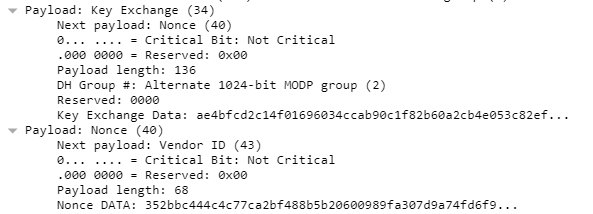 Payload: Key Exchange (34)
Next payload: Nonce (40)
0... .... = Critical Bit: Not Critical
.000 0000 = Reserved: 0x00
Payload length: 136
DH Group #: Alternate 1024-bit MODP group (2)
Reserved: 0000
Key Exchange Data: ae4bfcd2c14f01696034ccab90c1f82b60a2cb4e053c82ef...
Payload: Nonce (40)
Next payload: Vendor ID (43)
0... .... = Critical Bit: Not Critical
.000 0000 = Reserved: 0x00
Payload length: 68
Nonce DATA: 352bbc444c4c77ca2bf488b5b20600989fa307d9a74fd6f9...